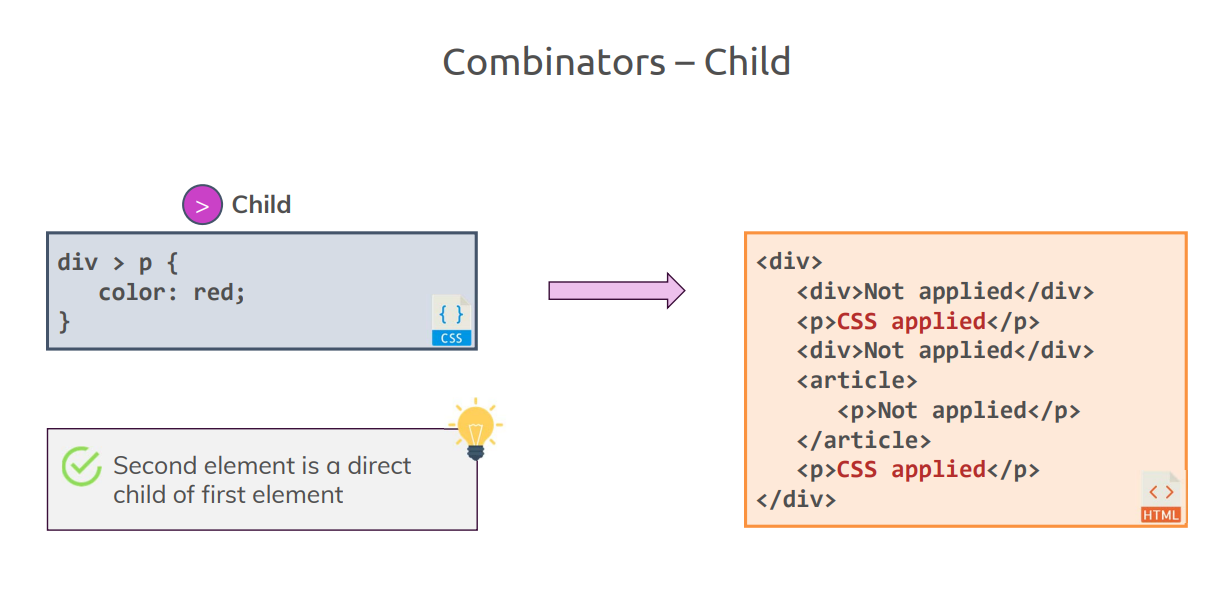 Combinators – Child
> Child
div > p {
   color: red;
}
{ }
CSS
Second element is a direct
child of first element
<div>
   <div>Not applied</div>
   <p>CSS applied</p>
   <div>Not applied</div>
   <article>
      <p>Not applied</p>
   </article>
   <p>CSS applied</p>
</div>
< >
HTML